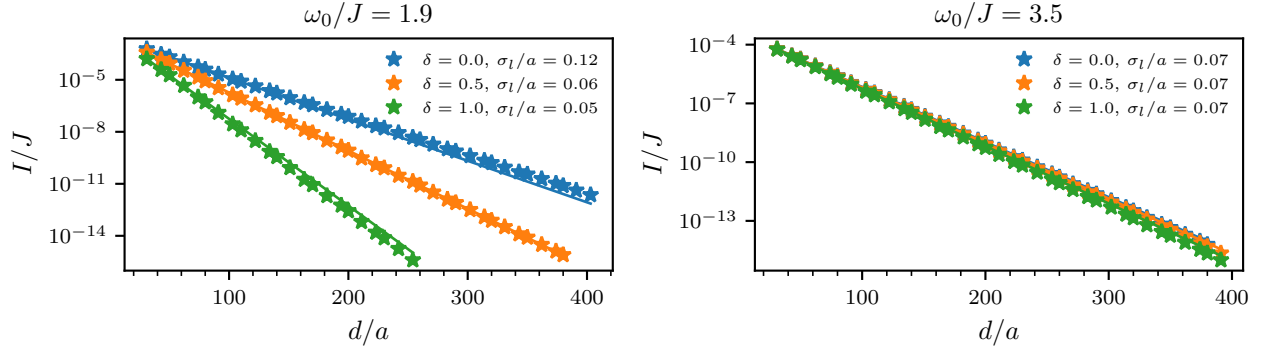 ω₀/J = 1.9
I/J
10⁻⁵
10⁻⁸
10⁻¹¹
10⁻¹⁴
δ = 0.0, σₗ/a = 0.12
δ = 0.5, σₗ/a = 0.06
δ = 1.0, σₗ/a = 0.05
100 200 300 400
d/a
ω₀/J = 3.5
I/J
10⁻⁴
10⁻⁷
10⁻¹⁰
10⁻¹³
δ = 0.0, σₗ/a = 0.07
δ = 0.5, σₗ/a = 0.07
δ = 1.0, σₗ/a = 0.07
100 200 300 400
d/a